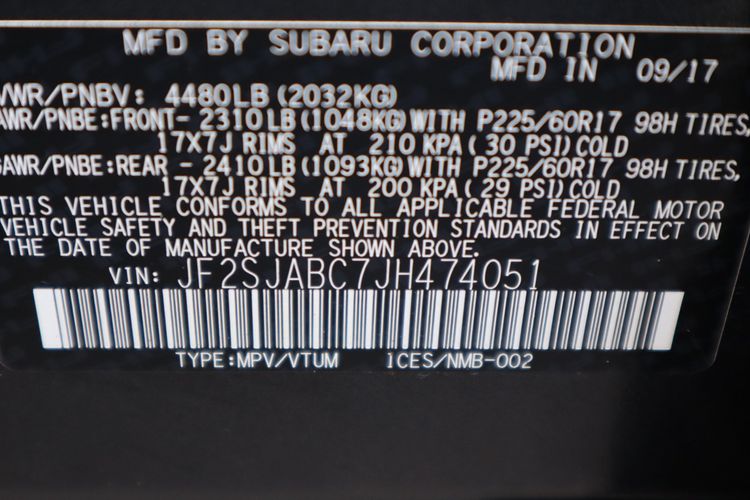 MFD BY SUBARU CORPORATION
MFD IN 09/17
VWR/PNBV: 4480LB (2032KG)
AWR/PNBE:FRONT- 2310LB (1048KG) WITH P225/60R17 98H TIRES,
17X7J RIMS AT 210 KPA ( 30 PSI) COLD
GAWR/PNBE:REAR - 2410LB (1093KG) WITH P225/60R17 98H TIRES,
17X7J RIMS AT 200 KPA ( 29 PSI) COLD
THIS VEHICLE CONFORMS TO ALL APPLICABLE FEDERAL MOTOR
VEHICLE SAFETY AND THEFT PREVENTION STANDARDS IN EFFECT ON
THE DATE OF MANUFACTURE SHOWN ABOVE.
VIN: JF2SJABC7JH474051
TYPE:MPV/VTUM ICES/NMB-002